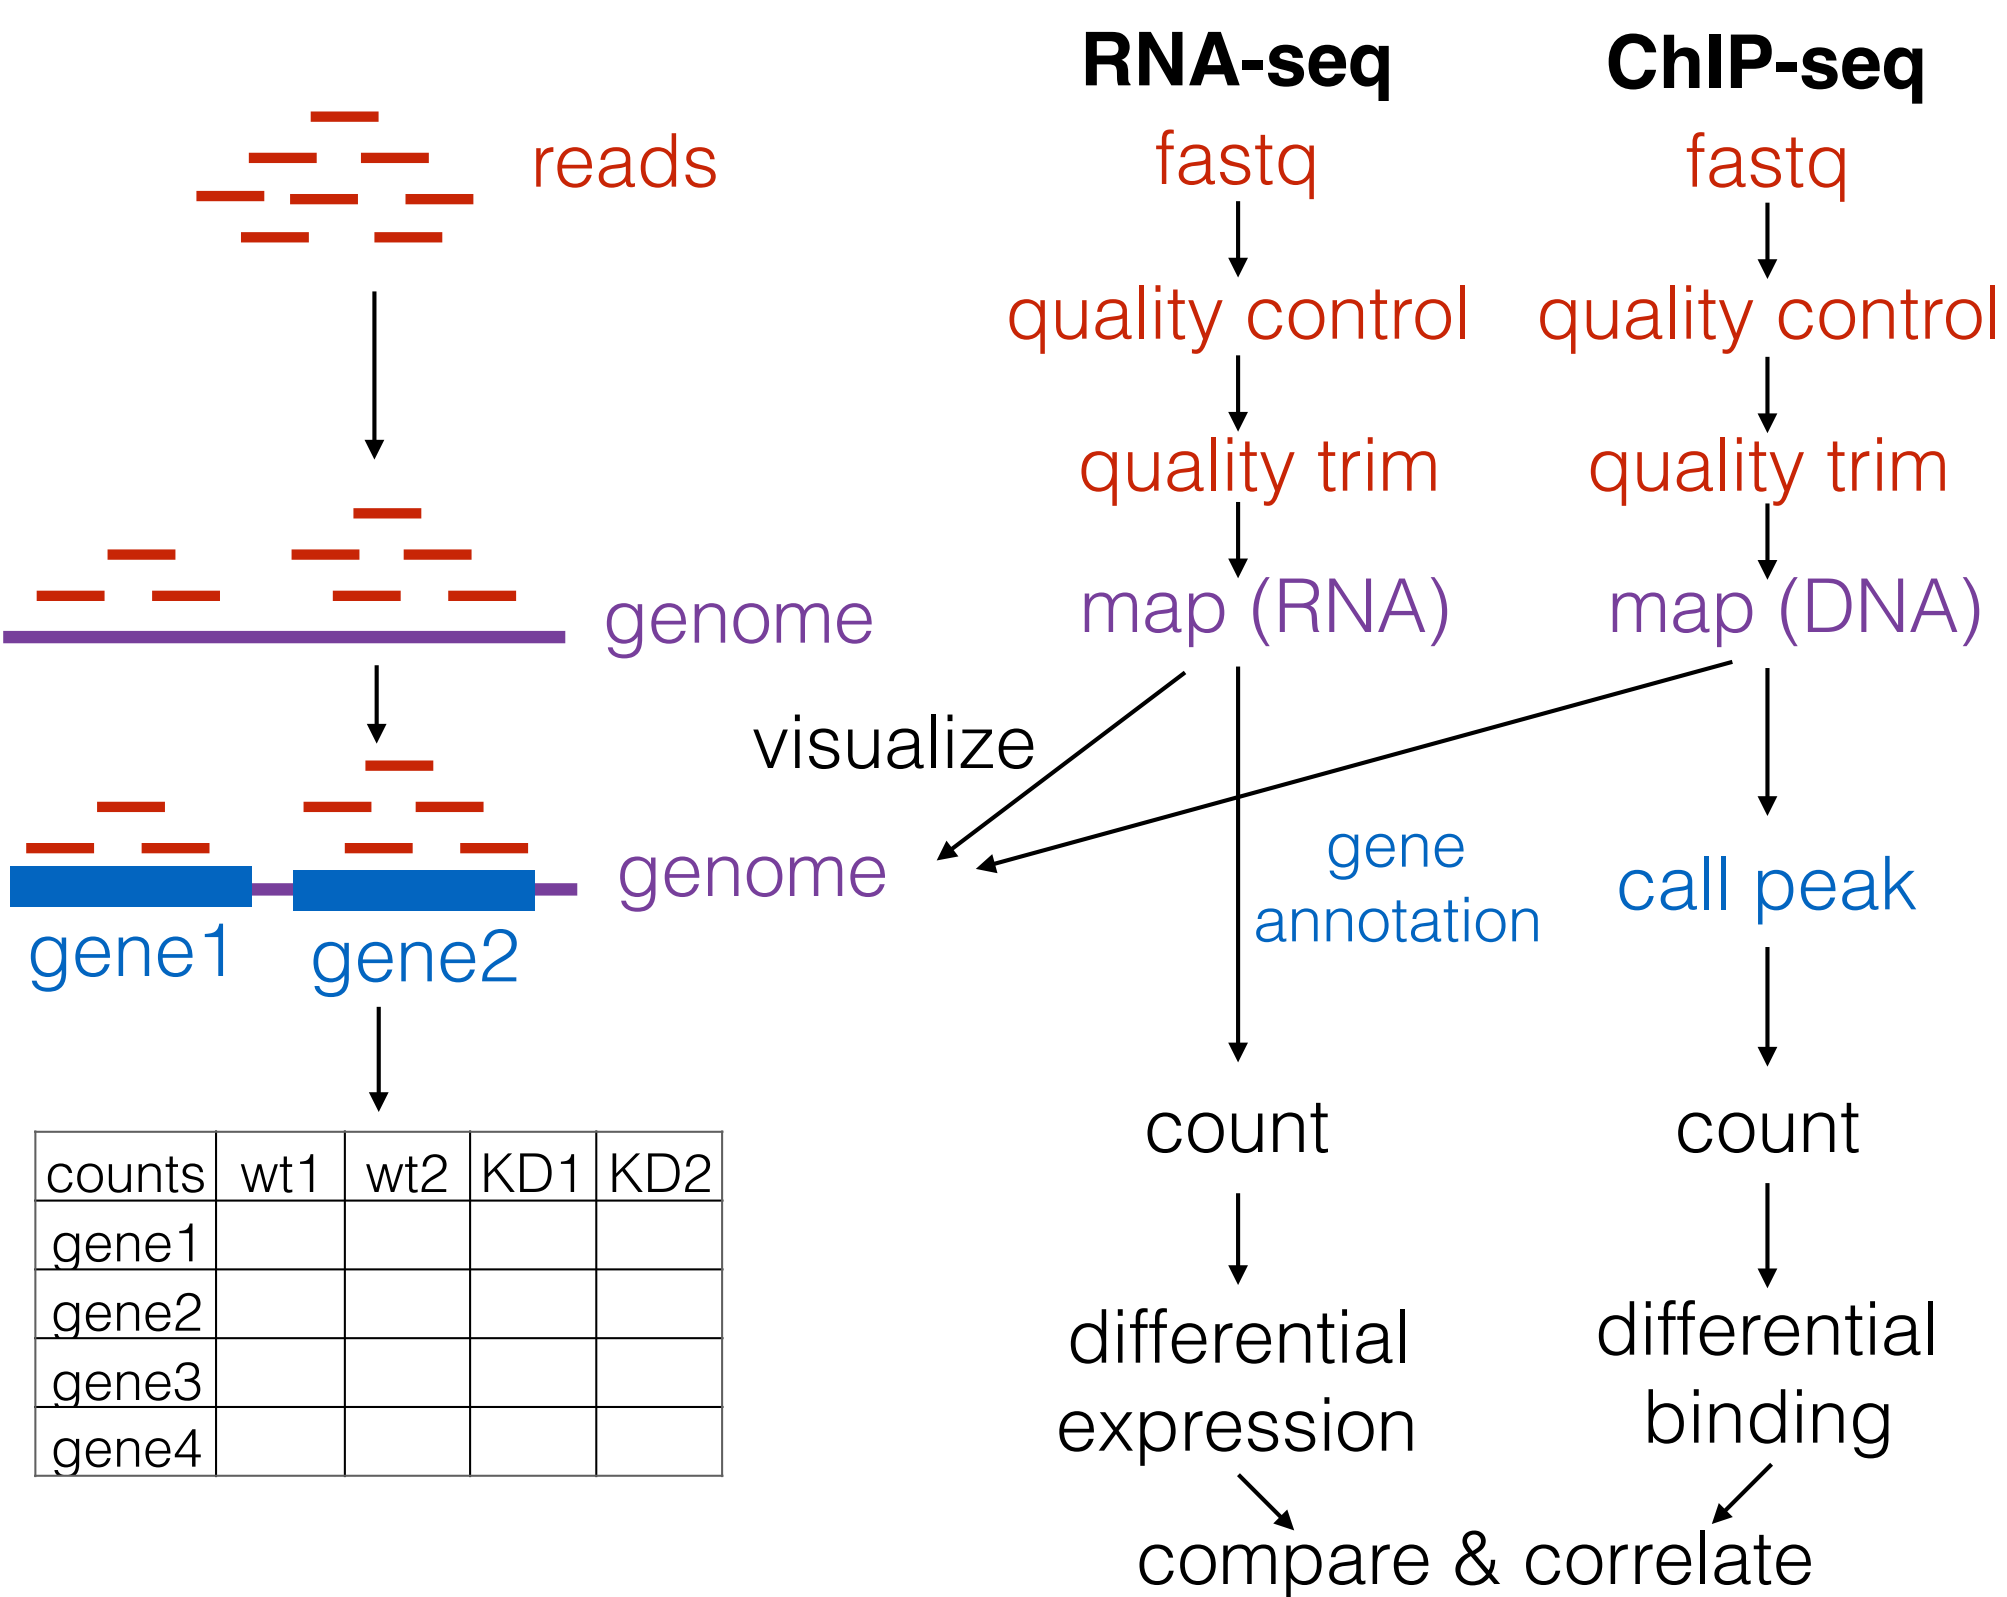 RNA-seq
ChIP-seq
reads
fastq
fastq
quality control
quality control
quality trim
quality trim
genome
map (RNA)
map (DNA)
visualize
genome
gene
annotation
call peak
gene1
gene2
counts wt1 wt2 KD1 KD2
gene1
gene2
gene3
gene4
count
count
differential
expression
differential
binding
compare & correlate